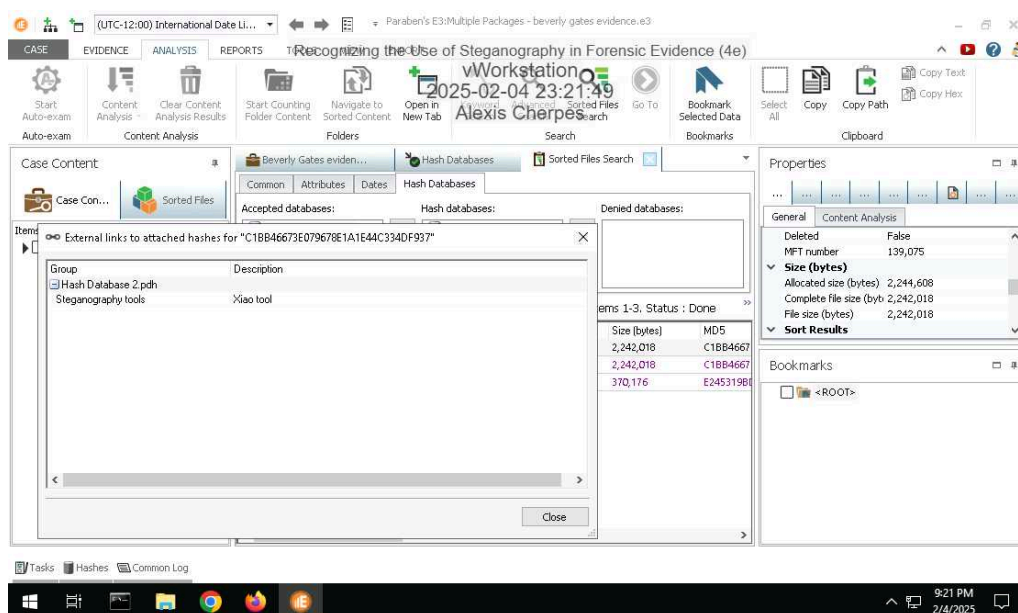 (UTC-12:00) International Date Li...
Paraben's E3:Multiple Packages - beverly gates evidence.e3
CASE EVIDENCE ANALYSIS REPORTS
Recognizing the Use of Steganography in Forensic Evidence (4e)
vWorkstation
2025-02-04 23:21:49
Alexis Cherpes
Start Auto-exam
Content Analysis
Clear Content Analysis Results
Start Counting Folder Content
Navigate to Sorted Content
Open in New Tab
Sorted Files Search
Go To
Bookmark Selected Data
Select All
Copy
Copy Path
Copy Text
Copy Hex
Auto-exam
Content Analysis
Folders
Search
Bookmarks
Clipboard
Case Content
Case Con...
Sorted Files
Items
Beverly Gates eviden...
Hash Databases
Sorted Files Search
Common Attributes Dates Hash Databases
Accepted databases:
Hash databases:
Denied databases:
External links to attached hashes for "C1BB46673E079678E1A1E44C334DF937"
Group Description
Hash Database 2.pdh
Steganography tools Xiao tool
Close
ems 1-3. Status : Done
Size (bytes) MD5
2,242,018 C1BB4667
2,242,018 C1BB4667
370,176 E245319BD
Properties
General Content Analysis
Deleted False
MFT number 139,075
Size (bytes)
Allocated size (bytes) 2,244,608
Complete file size (byt 2,242,018
File size (bytes) 2,242,018
Sort Results
Bookmarks
<ROOT>
Tasks Hashes Common Log
9:21 PM
2/4/2025